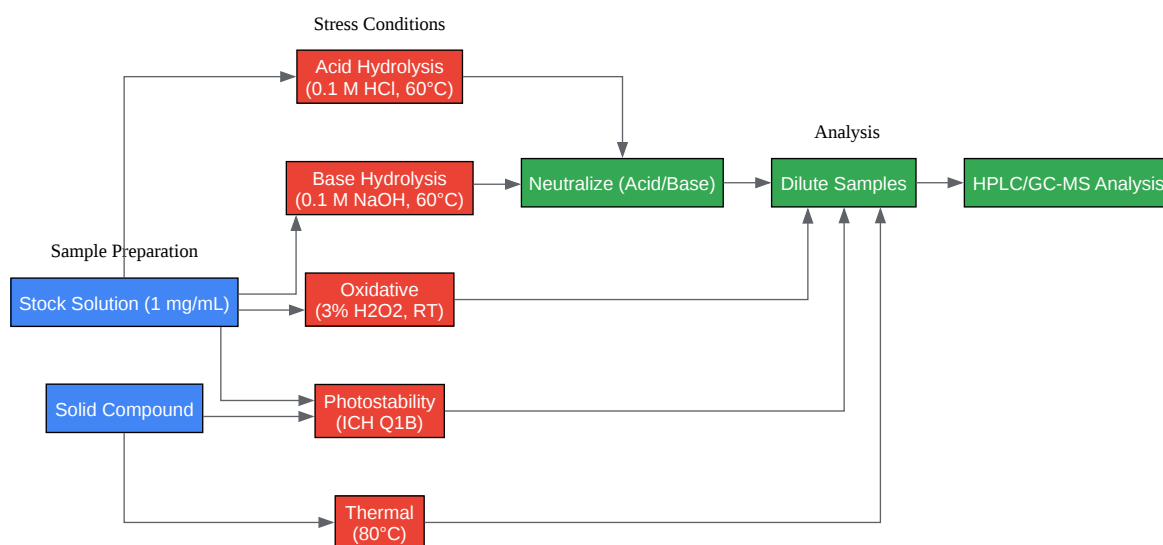 Stress Conditions
Acid Hydrolysis
(0.1 M HCl, 60°C)
Analysis
Base Hydrolysis
(0.1 M NaOH, 60°C)
Neutralize (Acid/Base)
Dilute Samples
HPLC/GC-MS Analysis
Sample Preparation
Stock Solution (1 mg/mL)
Oxidative
(3% H2O2, RT)
Solid Compound
Photostability
(ICH Q1B)
Thermal
(80°C)